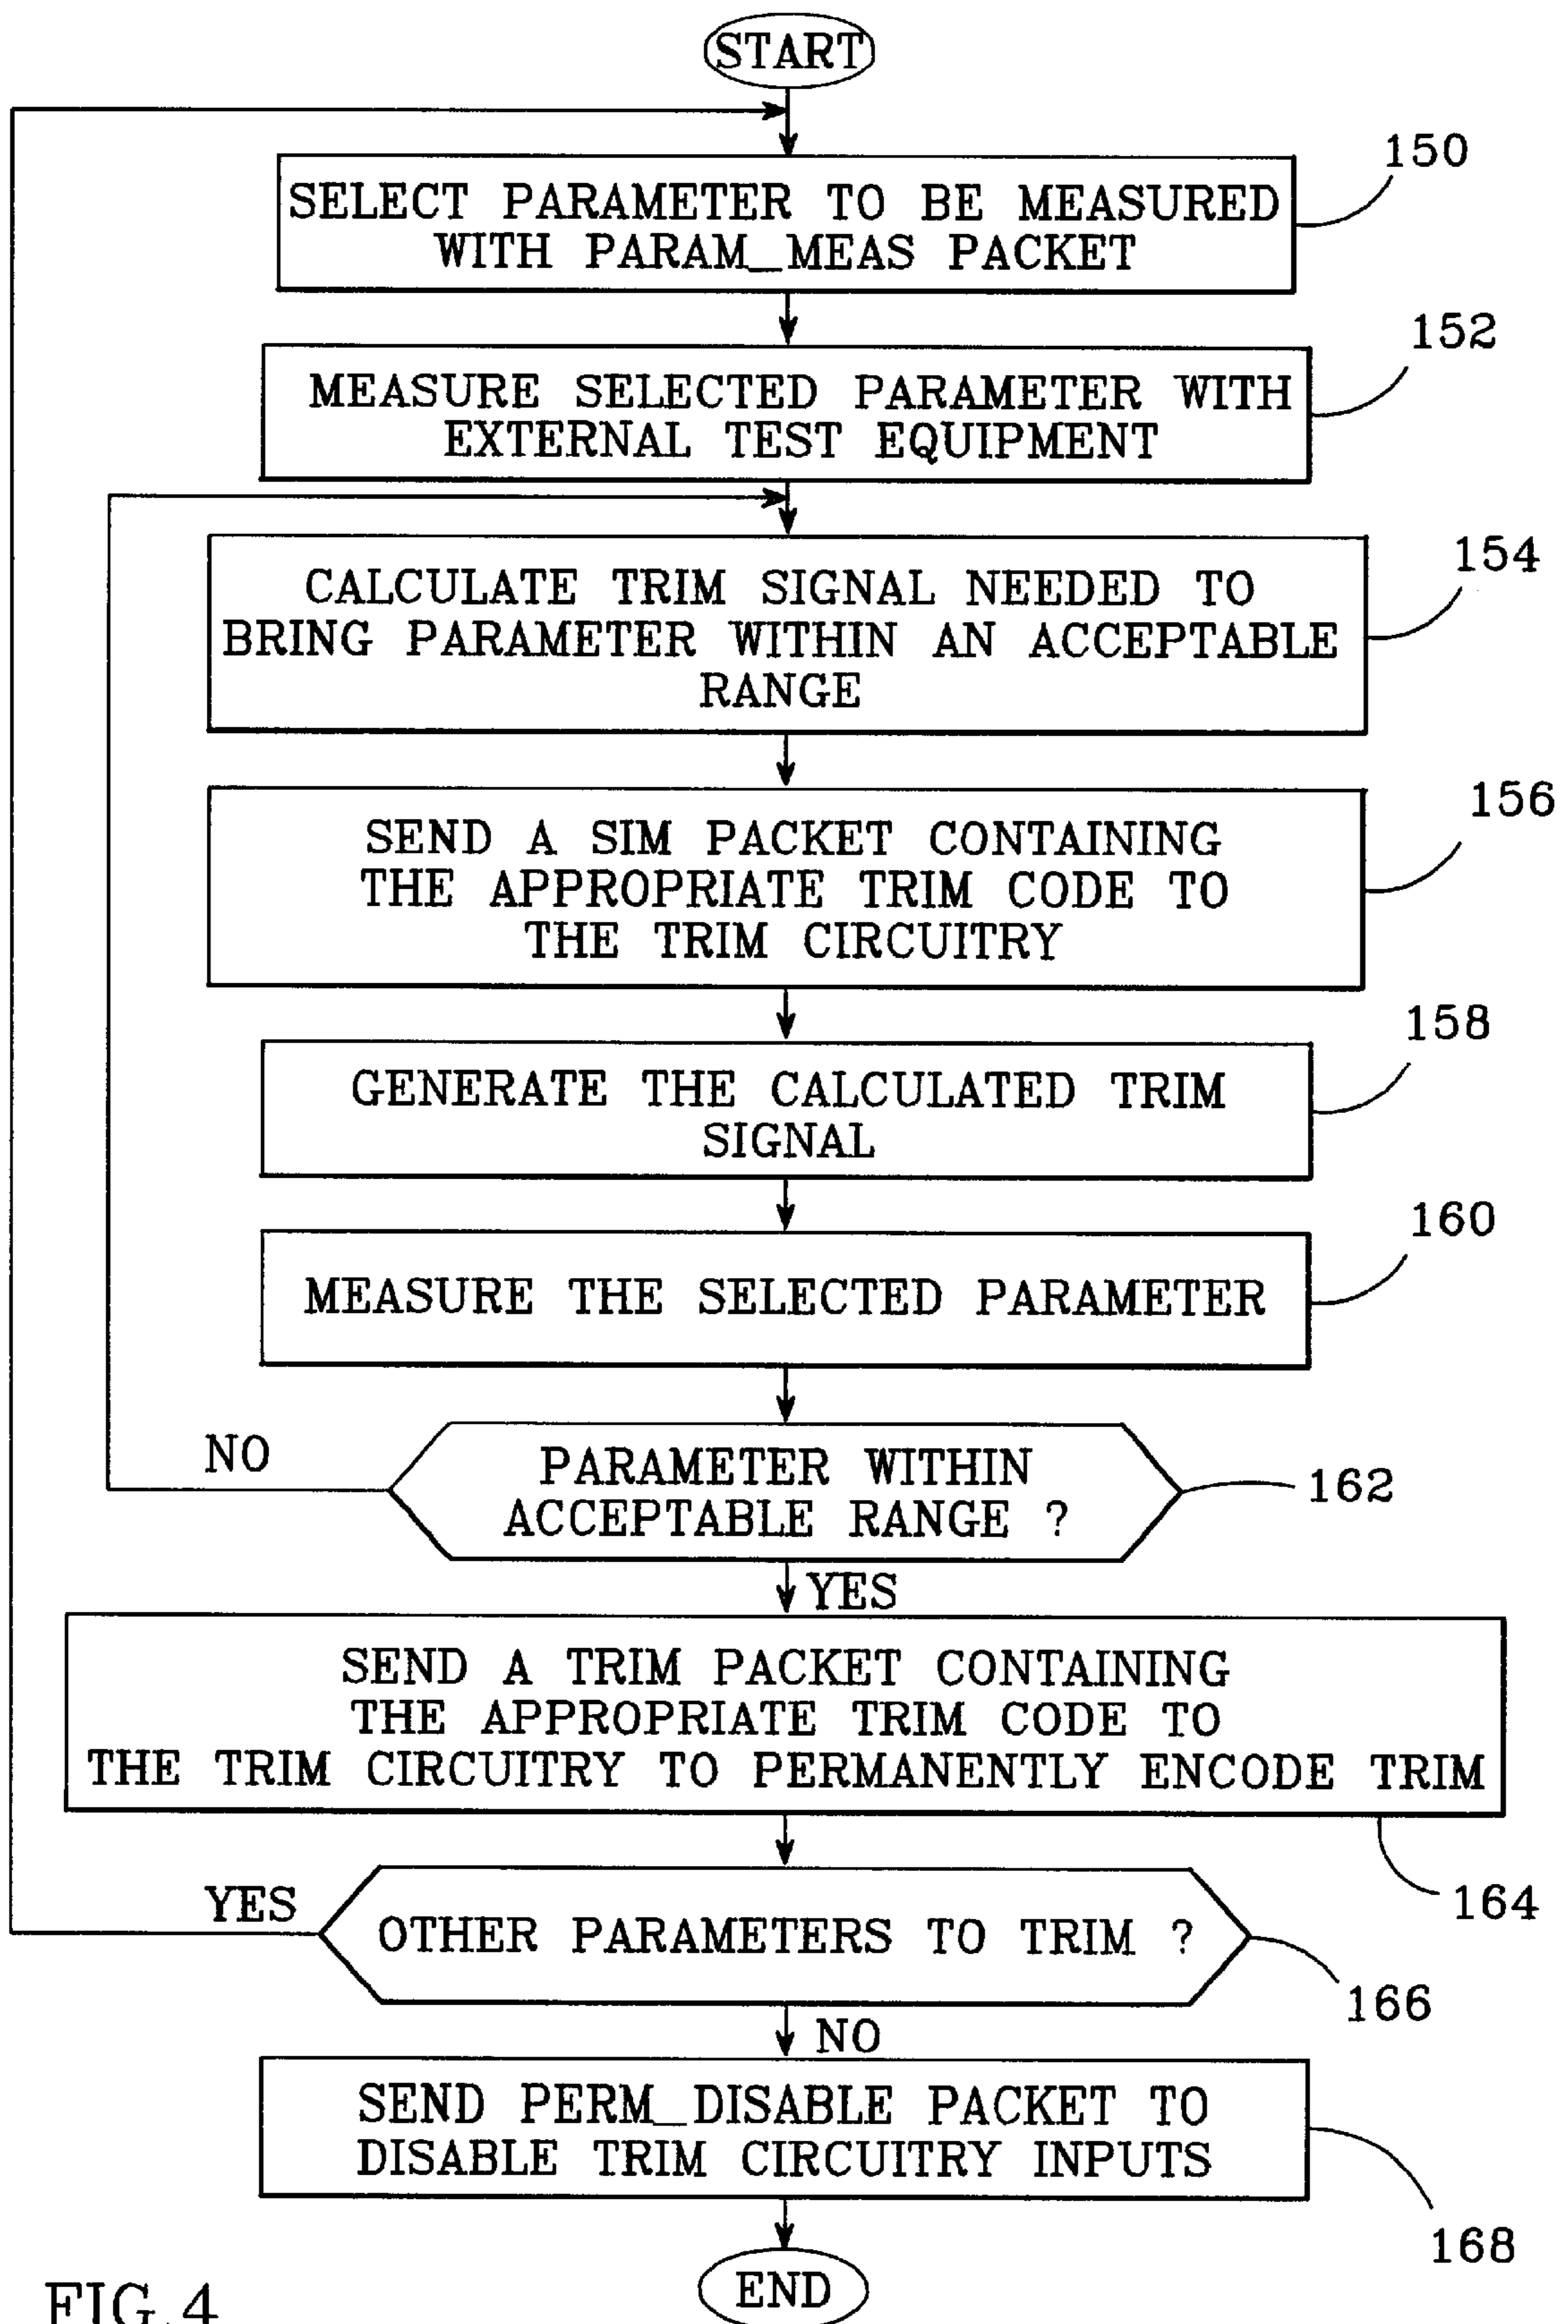 START
150
SELECT PARAMETER TO BE MEASURED
WITH PARAM_MEAS PACKET
152
MEASURE SELECTED PARAMETER WITH
EXTERNAL TEST EQUIPMENT
154
CALCULATE TRIM SIGNAL NEEDED TO
BRING PARAMETER WITHIN AN ACCEPTABLE
RANGE
156
SEND A SIM PACKET CONTAINING
THE APPROPRIATE TRIM CODE TO
THE TRIM CIRCUITRY
158
GENERATE THE CALCULATED TRIM
SIGNAL
160
MEASURE THE SELECTED PARAMETER
NO
PARAMETER WITHIN
ACCEPTABLE RANGE ?
162
YES
SEND A TRIM PACKET CONTAINING
THE APPROPRIATE TRIM CODE TO
THE TRIM CIRCUITRY TO PERMANENTLY ENCODE TRIM
164
YES
OTHER PARAMETERS TO TRIM ?
166
NO
SEND PERM_DISABLE PACKET TO
DISABLE TRIM CIRCUITRY INPUTS
168
END
FIG.4